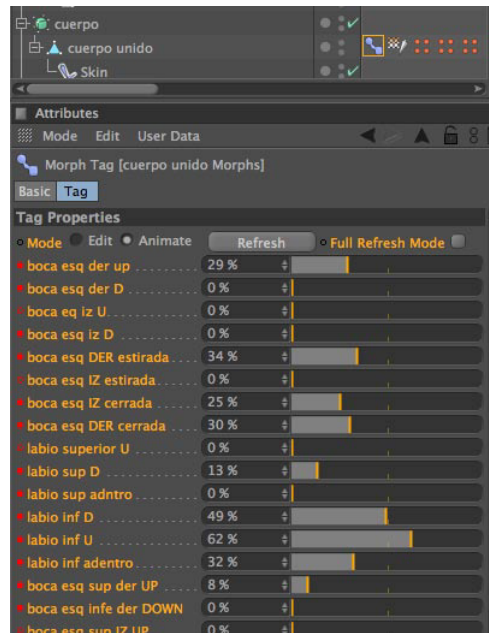 cuerpo
cuerpo unido
Skin
Attributes
Mode Edit User Data
Morph Tag [cuerpo unido Morphs]
Basic Tag
Tag Properties
Mode Edit Animate Refresh Full Refresh Mode
boca esq der up 29 %
boca esq der D 0 %
boca eq iz U 0 %
boca esq iz D 0 %
boca esq DER estirada 34 %
boca esq IZ estirada 0 %
boca esq IZ cerrada 25 %
boca esq DER cerrada 30 %
labio superior U 0 %
labio sup D 13 %
labio sup adntro 0 %
labio inf D 49 %
labio inf U 62 %
labio inf adentro 32 %
boca esq sup der UP 8 %
boca esq infe der DOWN 0 %
boca esq sup IZ UP 0 %